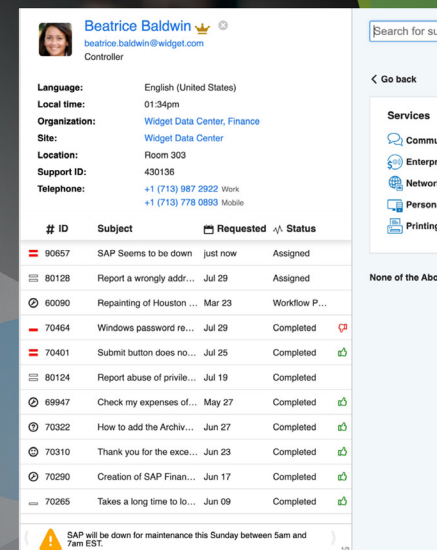 Beatrice Baldwin
beatrice.baldwin@widget.com
Controller
Language: English (United States)
Local time: 01:34pm
Organization: Widget Data Center, Finance
Site: Widget Data Center
Location: Room 303
Support ID: 430136
Telephone: +1 (713) 987 2922 Work
+1 (713) 778 0893 Mobile
# ID Subject Requested Status
90657 SAP Seems to be down just now Assigned
80128 Report a wrongly addr... Jul 29 Assigned
60090 Repainting of Houston ... Mar 23 Workflow P...
70464 Windows password re... Jul 29 Completed
70401 Submit button does no... Jul 25 Completed
80124 Report abuse of privile... Jul 19 Completed
69947 Check my expenses of... May 27 Completed
70322 How to add the Archiv... Jun 27 Completed
70310 Thank you for the exce... Jun 23 Completed
70290 Creation of SAP Finan... Jun 17 Completed
70265 Takes a long time to lo... Jun 09 Completed
SAP will be down for maintenance this Sunday between 5am and
7am EST.
Search for su
Go back
Services
Commu
Enterpr
Network
Persona
Printing
None of the Abo